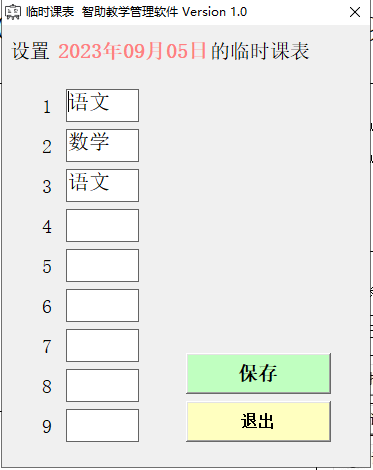 临时课表 智助教学管理软件 Version 1.0
设置 2023年09月05日的临时课表
1 语文
2 数学
3 语文
4
5
6
7
8
9
保存
退出